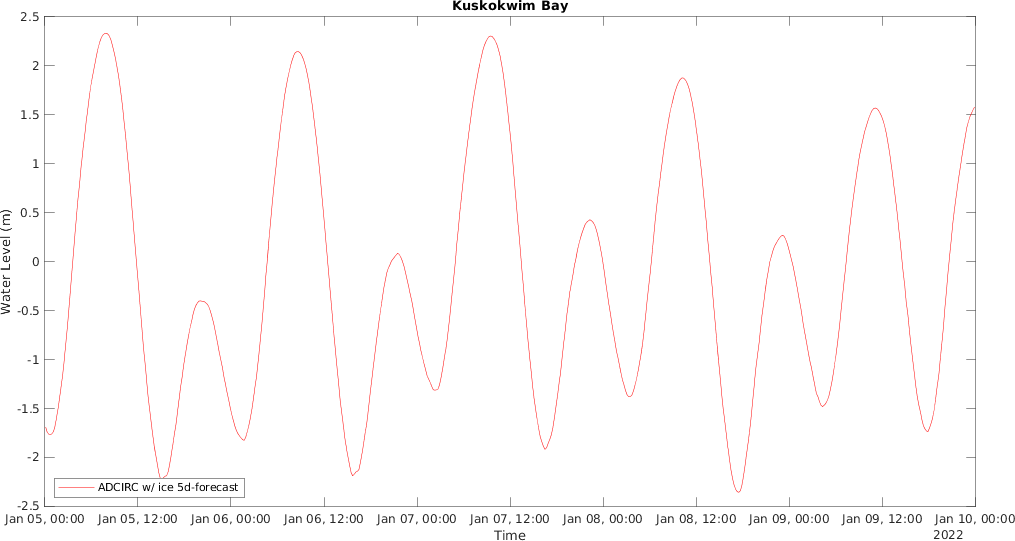 Kuskokwim Bay
2.5
2
1.5
1
0.5
0
-0.5
-1
-1.5
-2
-2.5
Water Level (m)
ADCIRC w/ ice 5d-forecast
Jan 05, 00:00 Jan 05, 12:00 Jan 06, 00:00 Jan 06, 12:00 Jan 07, 00:00 Jan 07, 12:00 Jan 08, 00:00 Jan 08, 12:00 Jan 09, 00:00 Jan 09, 12:00 Jan 10, 00:00
Time
2022